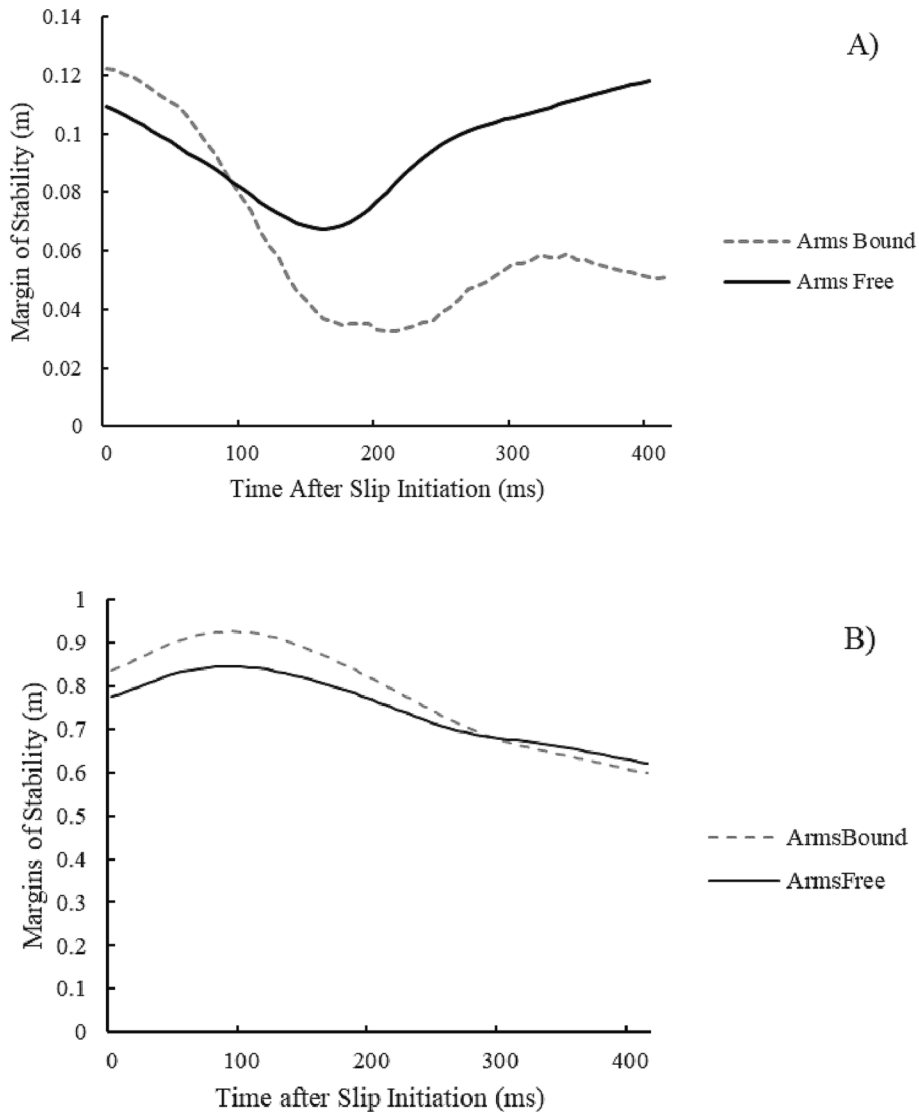 A)
0.14
0.12
0.1
0.08
0.06
0.04
0.02
0
Margin of Stability (m)
0 100 200 300 400
Time After Slip Initiation (ms)
Arms Bound
Arms Free
B)
1
0.9
0.8
0.7
0.6
0.5
0.4
0.3
0.2
0.1
0
Margins of Stability (m)
0 100 200 300 400
Time after Slip Initiation (ms)
ArmsBound
ArmsFree